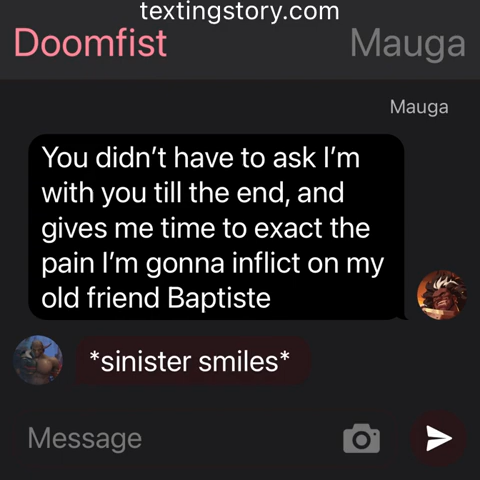 textingstory.com
Doomfist
Mauga
Mauga
You didn’t have to ask I’m
with you till the end, and
gives me time to exact the
pain I’m gonna inflict on my
old friend Baptiste
*sinister smiles*
Message